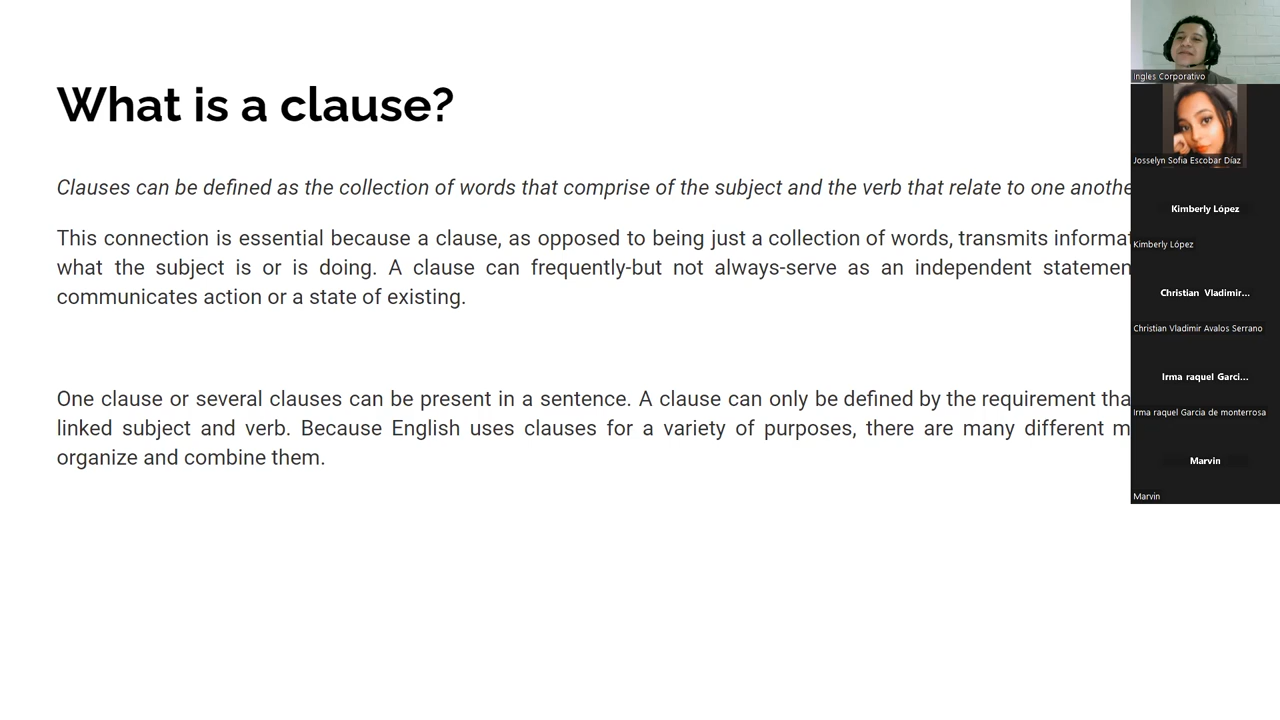 What is a clause?
Clauses can be defined as the collection of words that comprise of the subject and the verb that relate to one
This connection is essential because a clause, as opposed to being just a collection of words, transmits
what the subject is or is doing. A clause can frequently-but not always-serve as an independent
communicates action or a state of existing.
One clause or several clauses can be present in a sentence. A clause can only be defined by the requirement
linked subject and verb. Because English uses clauses for a variety of purposes, there are many different
organize and combine them.
Ingles Corporativo
Josselyn Sofia Escobar Díaz
Kimberly López
Kimberly López
Christian Vladimir...
Christian Vladimir Avalos Serrano
Irma raquel Garci...
Irma raquel Garcia de monterrosa
Marvin
Marvin